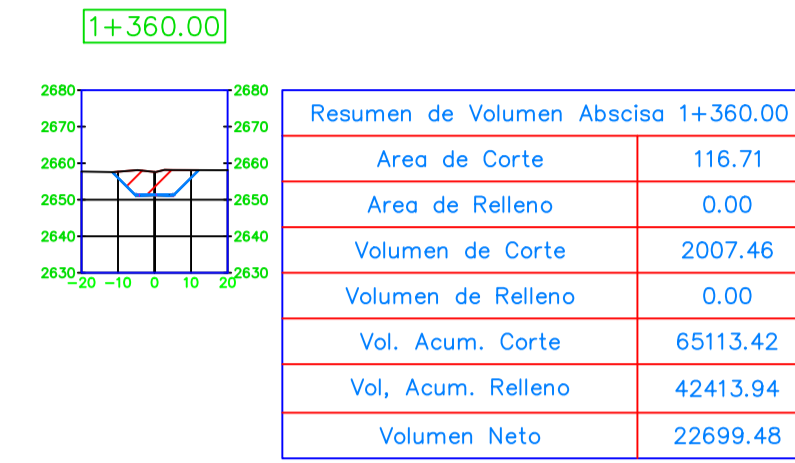 1+360.00
2680 2680
2670 2670
2660 2660
2650 2650
2640 2640
2630 2630
-20 -10 0 10 20
Resumen de Volumen Abscisa 1+360.00
Area de Corte 116.71
Area de Relleno 0.00
Volumen de Corte 2007.46
Volumen de Relleno 0.00
Vol. Acum. Corte 65113.42
Vol, Acum. Relleno 42413.94
Volumen Neto 22699.48